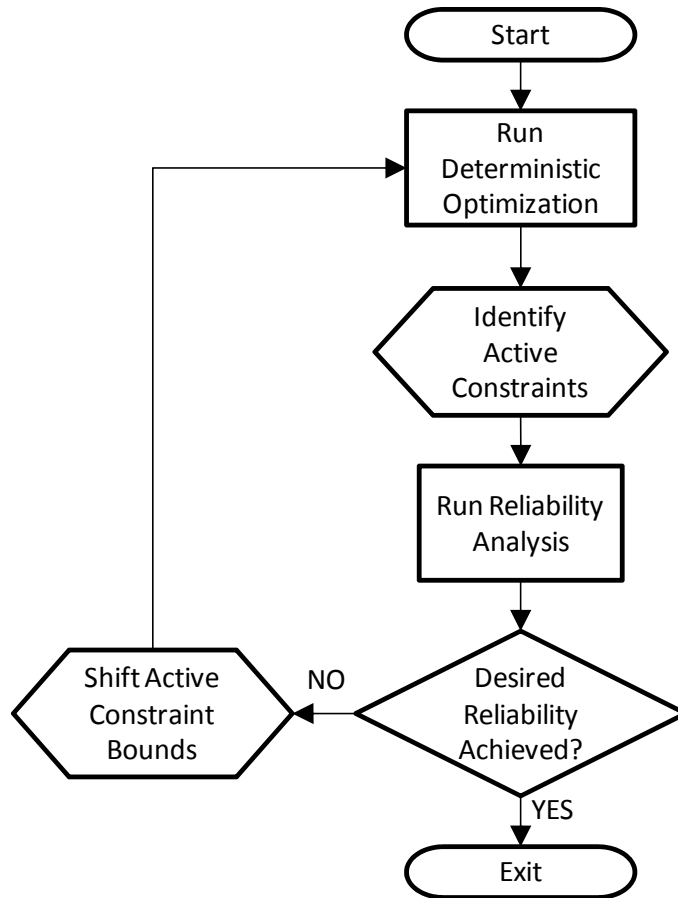 Start
Run
Deterministic
Optimization
Identify
Active
Constraints
Run Reliability
Analysis
Desired
Reliability
Achieved?
NO
Shift Active
Constraint
Bounds
YES
Exit